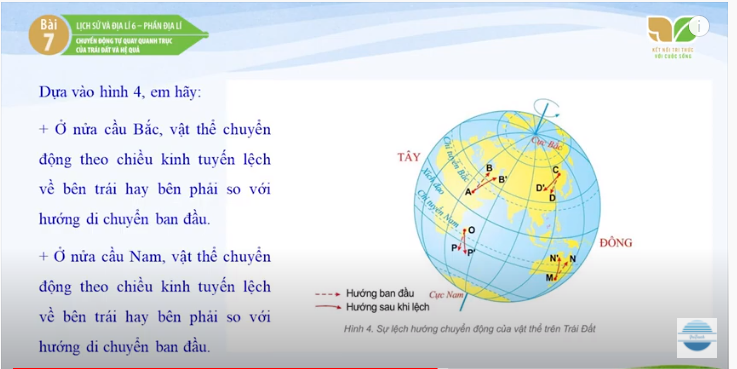 Bài
7
LỊCH SỬ VÀ ĐỊA LÍ 6 – PHẦN ĐỊA LÍ
CHUYỂN ĐỘNG TỰ QUAY QUANH TRỤC
CỦA TRÁI ĐẤT VÀ HỆ QUẢ
i
KẾT NỐI TRI THỨC
VỚI CUỘC SỐNG
Dựa vào hình 4, em hãy:
+ Ở nửa cầu Bắc, vật thể chuyển
động theo chiều kinh tuyến lệch
về bên trái hay bên phải so với
hướng di chuyển ban đầu.
+ Ở nửa cầu Nam, vật thể chuyển
động theo chiều kinh tuyến lệch
về bên trái hay bên phải so với
hướng di chuyển ban đầu.
Cực Bắc
TÂY
Chí tuyến Bắc
Xích đạo
Chí tuyến Nam
B
B'
A
C
D'
D
O
P
P'
ĐÔNG
N'
N
M
Cực Nam
Hướng ban đầu
Hướng sau khi lệch
Hình 4. Sự lệch hướng chuyển động của vật thể trên Trái Đất